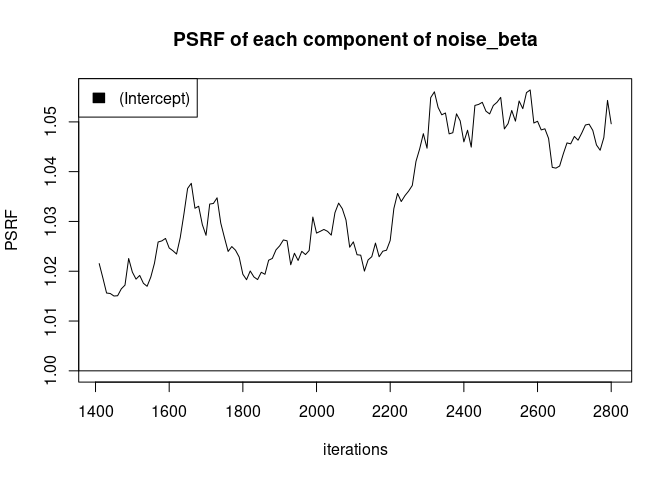 PSRF of each component of noise_beta
(Intercept)
PSRF
1.05
1.04
1.03
1.02
1.01
1.00
1400 1600 1800 2000 2200 2400 2600 2800
iterations